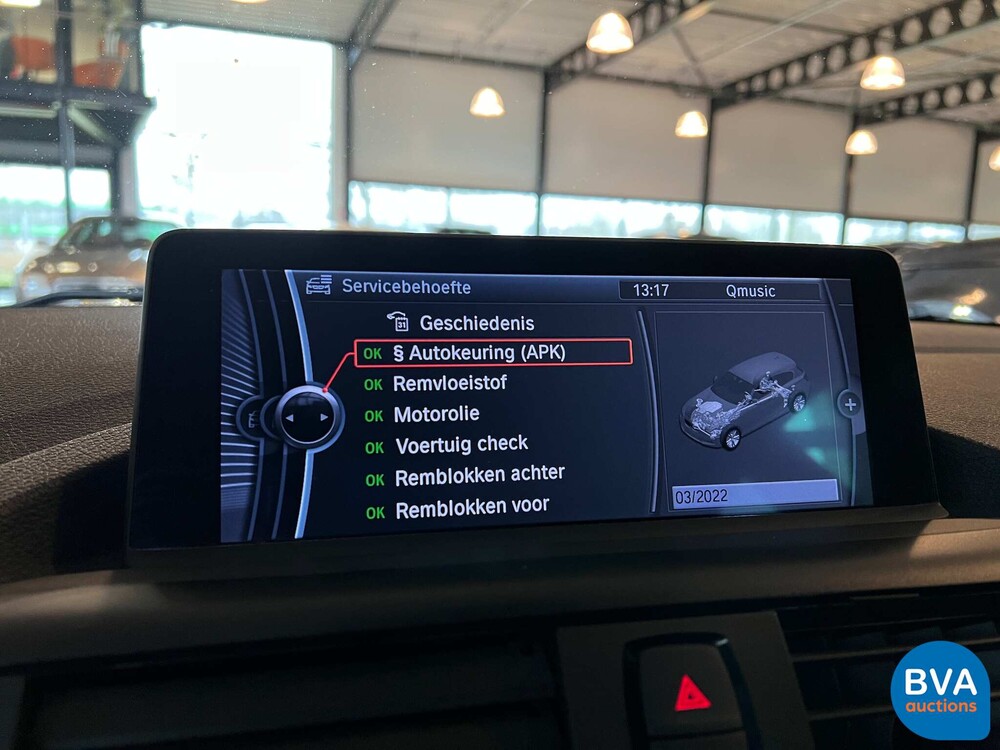 Servicebehoefte
13:17
Qmusic
31
Geschiedenis
OK § Autokeuring (APK)
OK Remvloeistof
OK Motorolie
OK Voertuig check
OK Remblokken achter
OK Remblokken voor
+
03/2022
BVA
auctions